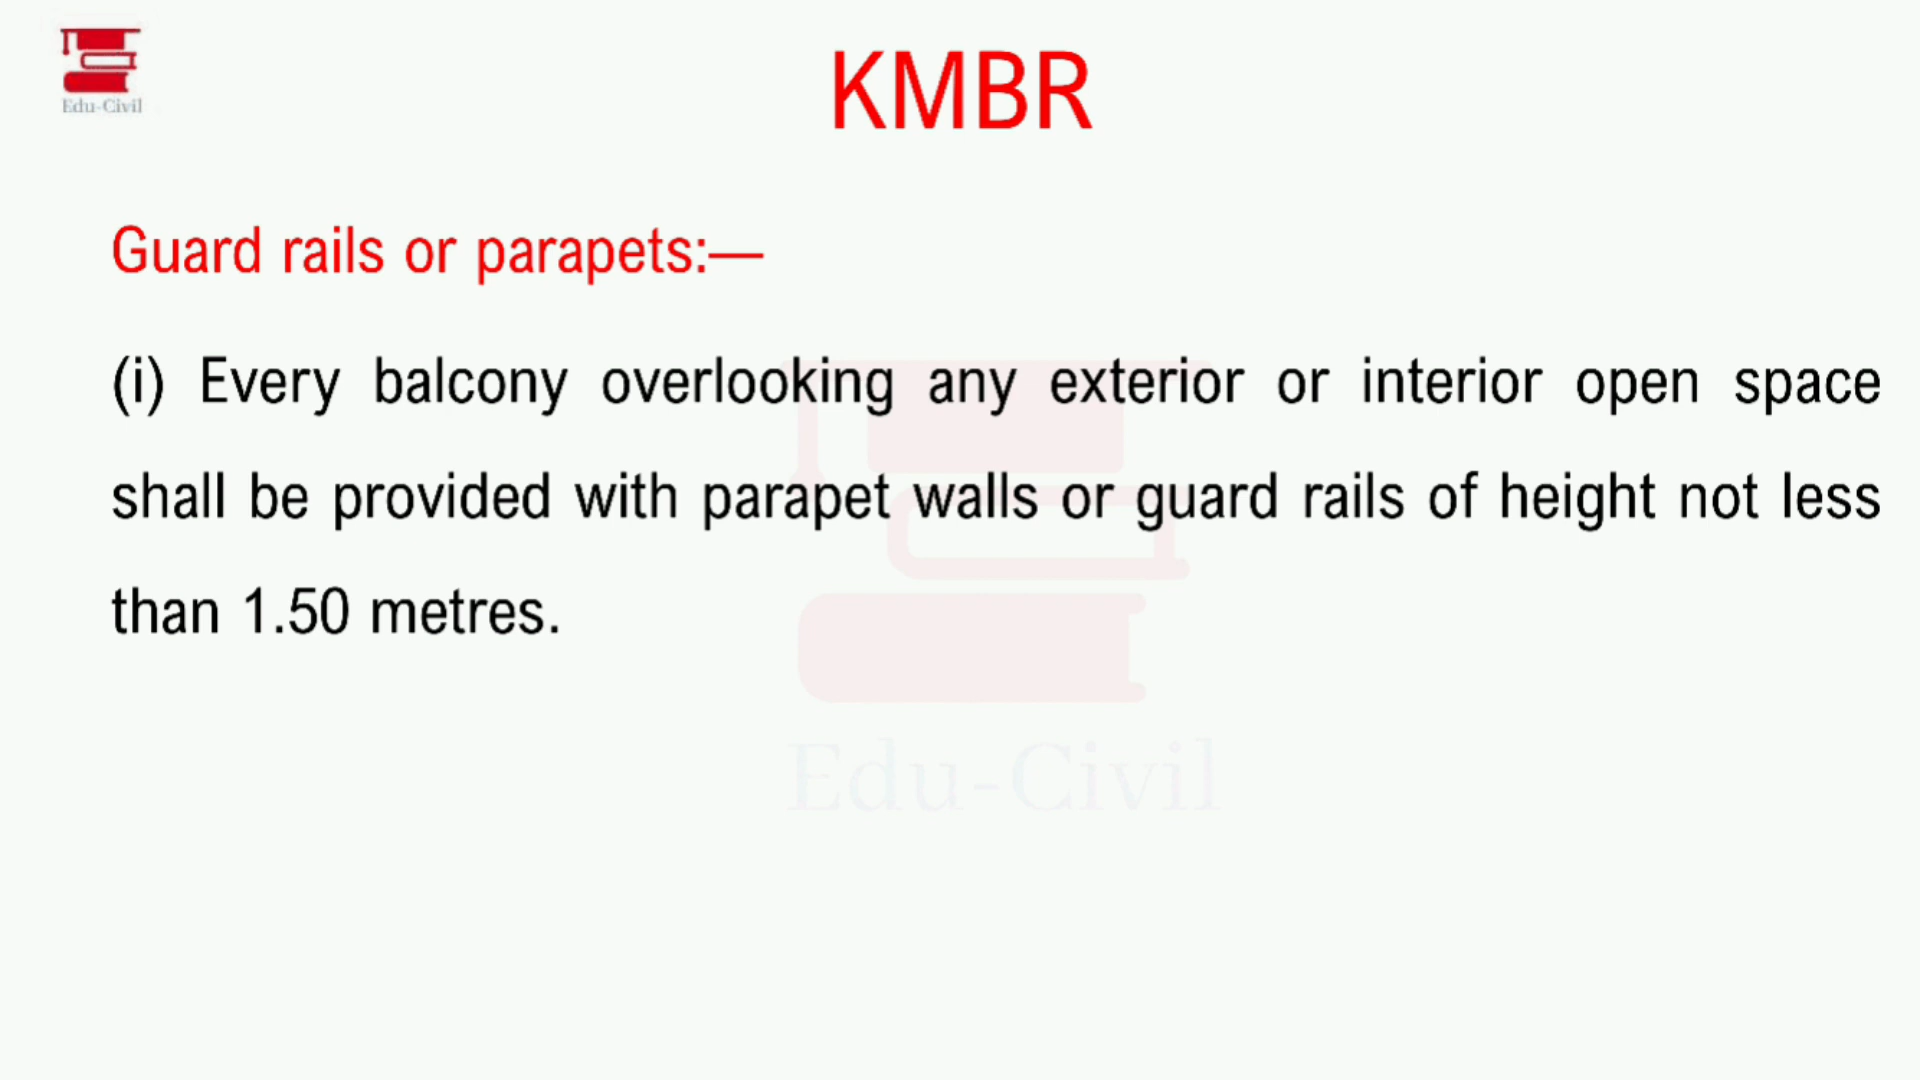 Edu-Civil
KMBR
Guard rails or parapets:—
(i) Every balcony overlooking any exterior or interior open space
shall be provided with parapet walls or guard rails of height not less
than 1.50 metres.
Edu-Civil